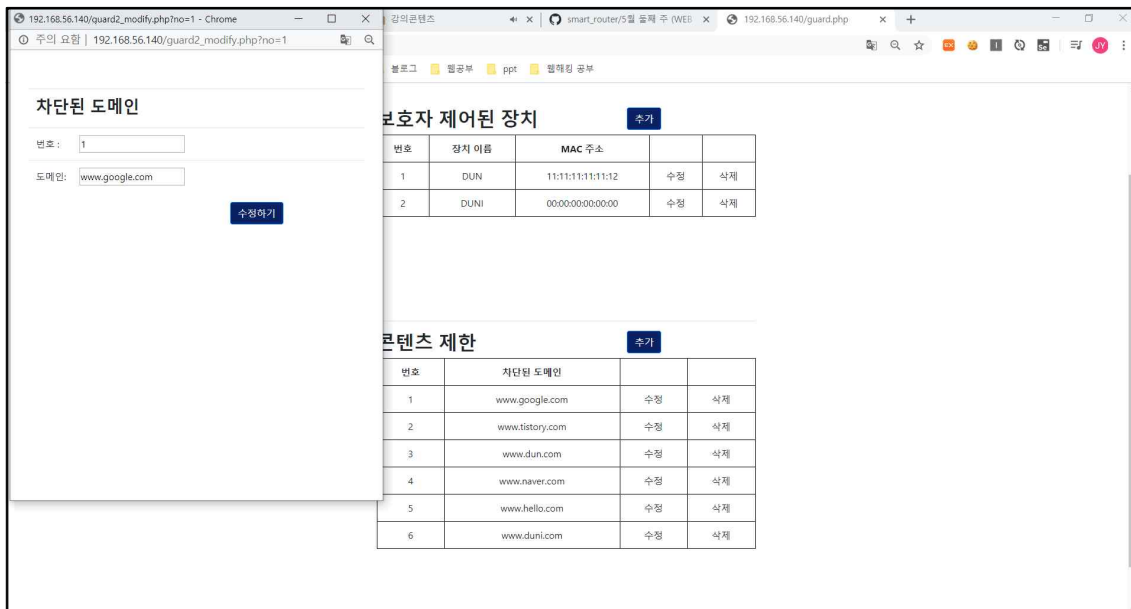 192.168.56.140/guard2_modify.php?no=1 - Chrome
주의 요함 | 192.168.56.140/guard2_modify.php?no=1
차단된 도메인
번호 : 1
도메인: www.google.com
수정하기
강의콘텐츠
smart_router/5월 둘째 주 (WEB
192.168.56.140/guard.php
블로그 웹공부 ppt 웹해킹 공부
보호자 제어된 장치 추가
번호 장치 이름 MAC 주소
1 DUN 11:11:11:11:11:12 수정 삭제
2 DUNI 00:00:00:00:00:00 수정 삭제
콘텐츠 제한 추가
번호 차단된 도메인
1 www.google.com 수정 삭제
2 www.tistory.com 수정 삭제
3 www.dun.com 수정 삭제
4 www.naver.com 수정 삭제
5 www.hello.com 수정 삭제
6 www.duni.com 수정 삭제